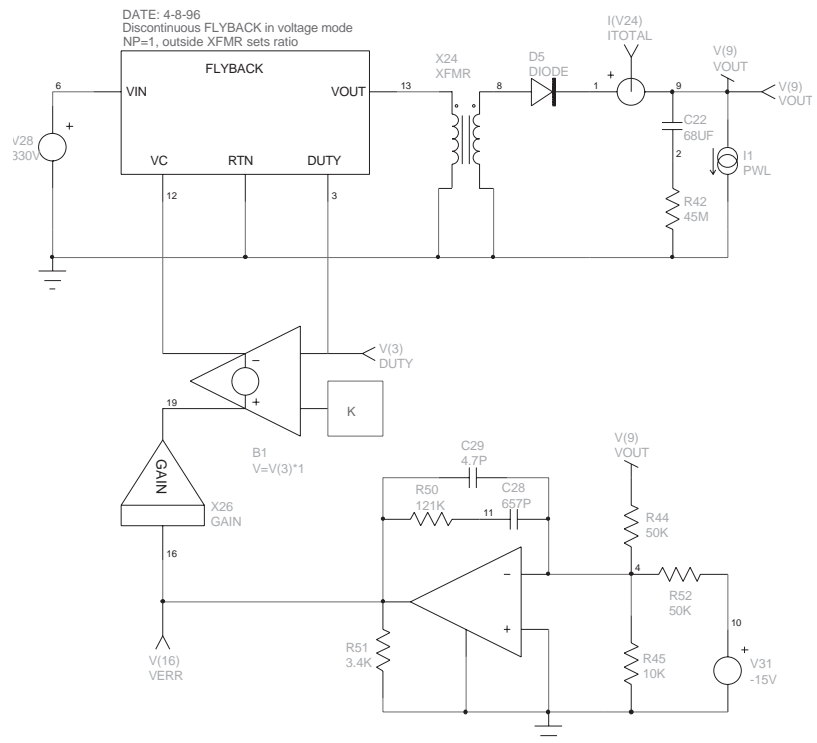 DATE: 4-8-96
Discontinuous FLYBACK in voltage mode
NP=1, outside XFMR sets ratio
FLYBACK
VIN
VOUT
VC
RTN
DUTY
6
13
12
3
V28
330V
+
X24
XFMR
8
D5
DIODE
1
I(V24)
ITOTAL
+
9
V(9)
VOUT
V(9)
VOUT
C22
68UF
2
R42
45M
I1
PWL
V(3)
DUTY
−
+
K
19
B1
V=V(3)*1
GAIN
X26
GAIN
16
V(16)
VERR
C29
4.7P
R50
121K
11
C28
657P
V(9)
VOUT
R44
50K
4
R52
50K
10
−
+
R51
3.4K
R45
10K
+
V31
-15V